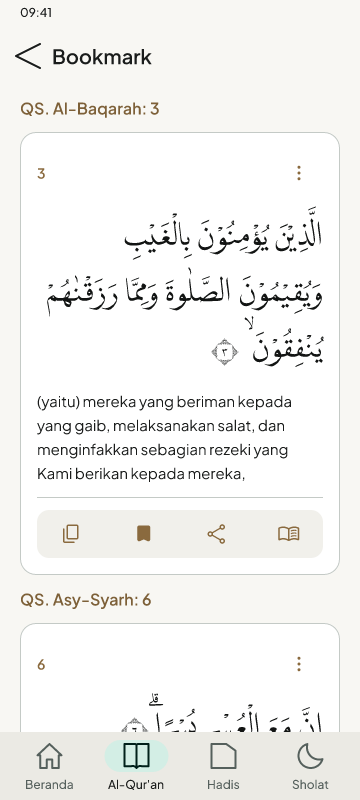 09:41
Bookmark
QS. Al-Baqarah: 3
3
الَّذِيْنَ يُؤْمِنُوْنَ بِالْغَيْبِ
وَيُقِيْمُوْنَ الصَّلٰوةَ وَمِمَّا رَزَقْنٰهُمْ
يُنْفِقُوْنَ ۙ ٣
(yaitu) mereka yang beriman kepada
yang gaib, melaksanakan salat, dan
menginfakkan sebagian rezeki yang
Kami berikan kepada mereka,
QS. Asy-Syarh: 6
6
اِنَّ مَعَ الْعُسْرِ يُسْرًاۗ ٦
Beranda
Al-Qur'an
Hadis
Sholat